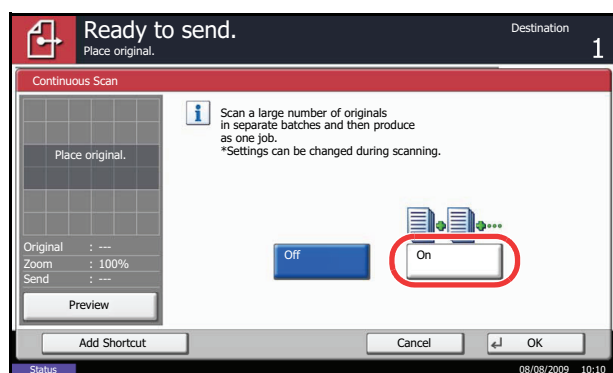 Ready to send.
Place original.
Destination
1
Continuous Scan
Place original.
Original : ---
Zoom : 100%
Send : ---
Preview
i
Scan a large number of originals
in separate batches and then produce
as one job.
*Settings can be changed during scanning.
Off
On
Add Shortcut
Cancel
OK
Status
08/08/2009 10:10